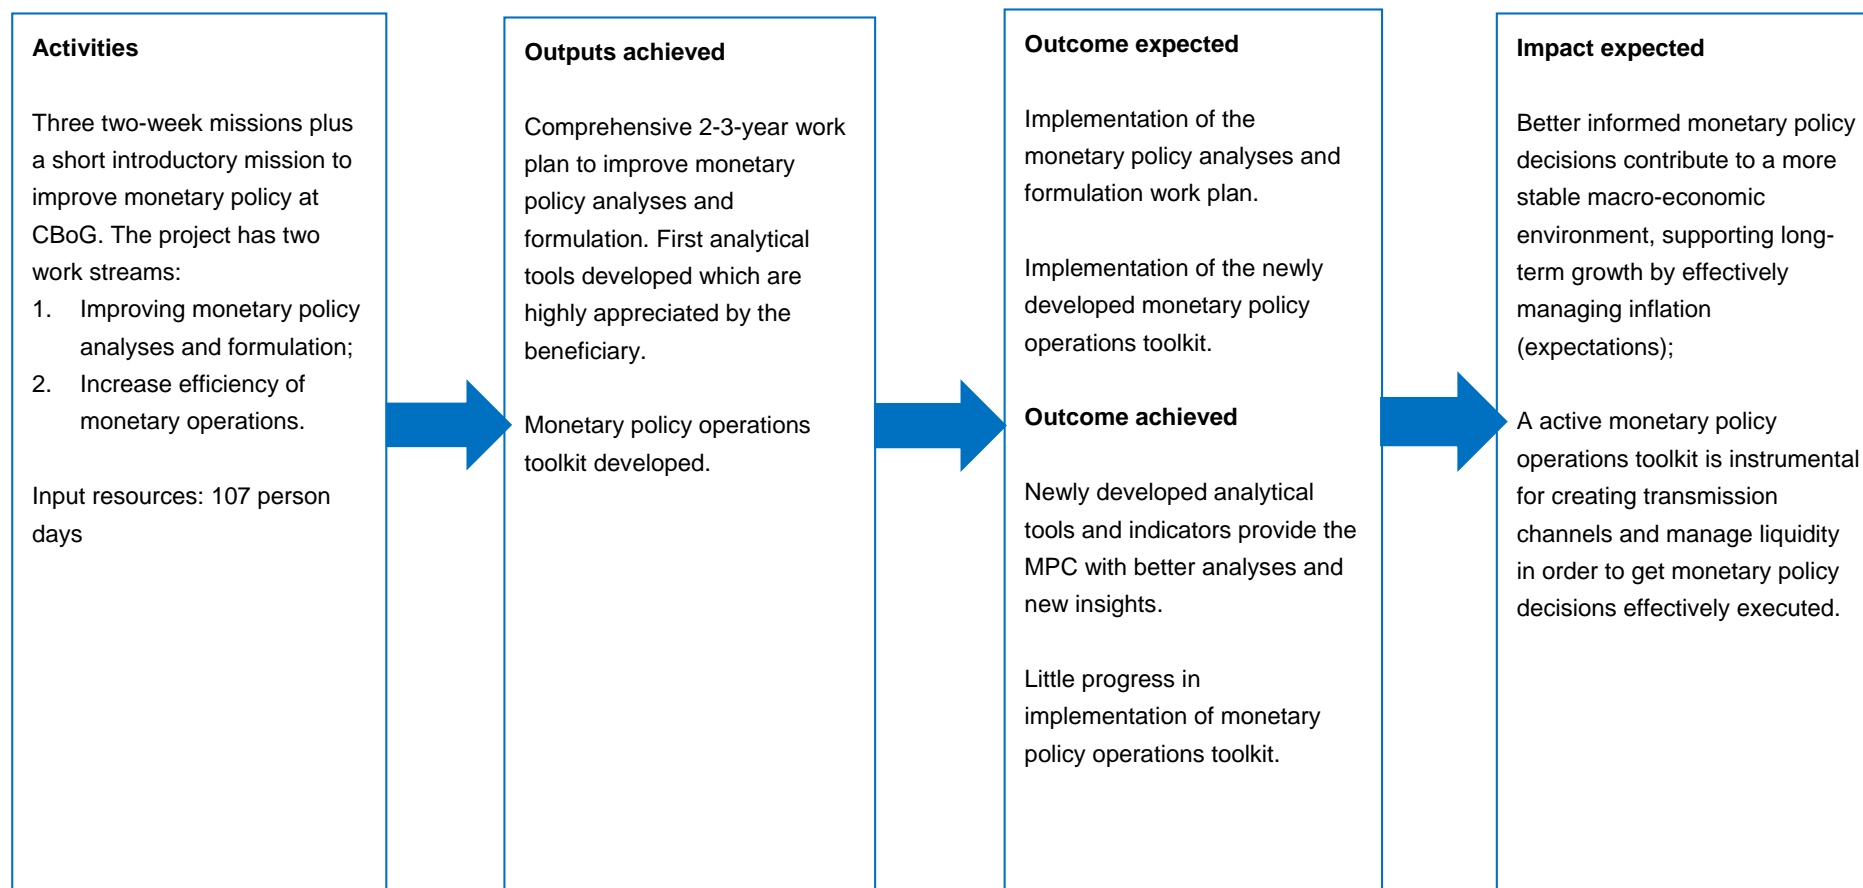 Activities
Three two-week missions plus
a short introductory mission to
improve monetary policy at
CBoG. The project has two
work streams:
1. Improving monetary policy
analyses and formulation;
2. Increase efficiency of
monetary operations.
Input resources: 107 person
days
Outputs achieved
Comprehensive 2-3-year work
plan to improve monetary
policy analyses and
formulation. First analytical
tools developed which are
highly appreciated by the
beneficiary.
Monetary policy operations
toolkit developed.
Outcome expected
Implementation of the
monetary policy analyses and
formulation work plan.
Implementation of the newly
developed monetary policy
operations toolkit.
Outcome achieved
Newly developed analytical
tools and indicators provide the
MPC with better analyses and
new insights.
Little progress in
implementation of monetary
policy operations toolkit.
Impact expected
Better informed monetary policy
decisions contribute to a more
stable macro-economic
environment, supporting long-
term growth by effectively
managing inflation
(expectations);
A active monetary policy
operations toolkit is instrumental
for creating transmission
channels and manage liquidity
in order to get monetary policy
decisions effectively executed.